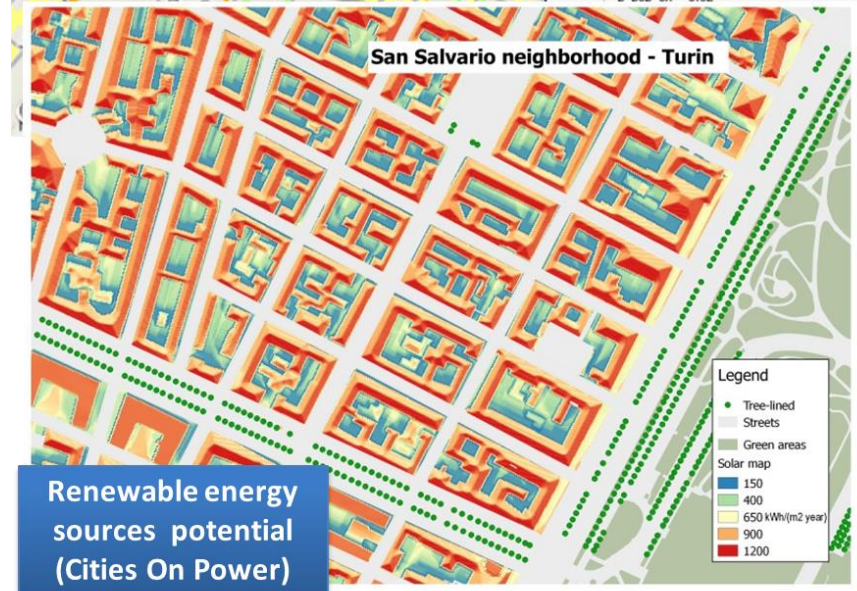 San Salvario neighborhood - Turin
Legend
Tree-lined
Streets
Green areas
Solar map
150
400
650 kWh/(m2 year)
900
1200
Renewable energy
sources potential
(Cities On Power)